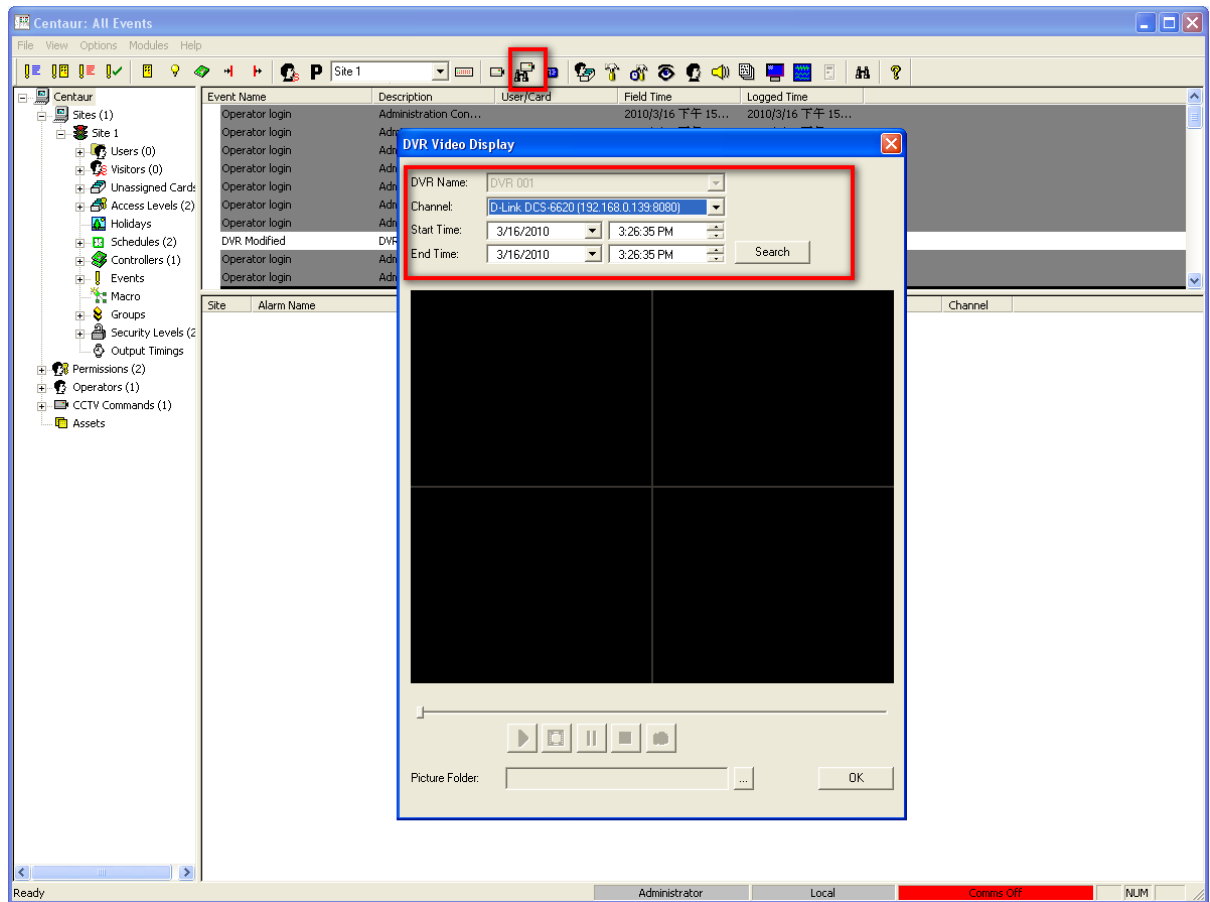 Centaur: All Events
File View Options Modules Help
P Site 1
Centaur
Sites (1)
Site 1
Users (0)
Visitors (0)
Unassigned Cards
Access Levels (2)
Holidays
Schedules (2)
Controllers (1)
Events
Macro
Groups
Security Levels (2
Output Timings
Permissions (2)
Operators (1)
CCTV Commands (1)
Assets
Event Name Description User/Card Field Time Logged Time
Operator login Administration Con... 2010/3/16 下午 15... 2010/3/16 下午 15...
Operator login
Operator login
Operator login
Operator login
Operator login
Operator login
DVR Modified DVR
Operator login
Operator login
Site Alarm Name Channel
DVR Video Display
DVR Name: DVR 001
Channel: D-Link DCS-6620 (192.168.0.139:8080)
Start Time: 3/16/2010 3:26:35 PM
End Time: 3/16/2010 3:26:35 PM Search
Picture Folder: ... OK
Ready Administrator Local Comms Off NUM